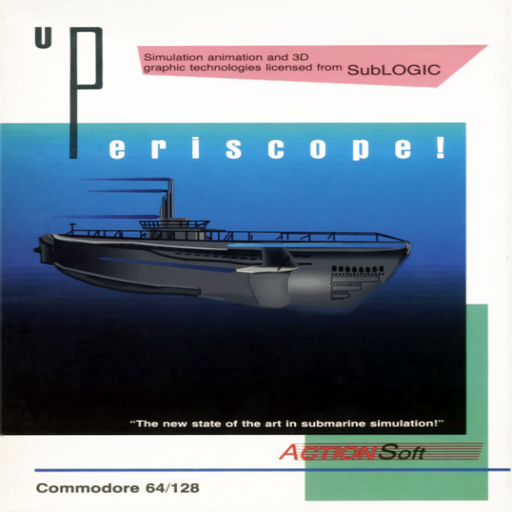 up
Simulation animation and 3D
graphic technologies licensed from SubLOGIC
eriscope!
"The new state of the art in submarine simulation!"
ACTIONSoft
Commodore 64/128